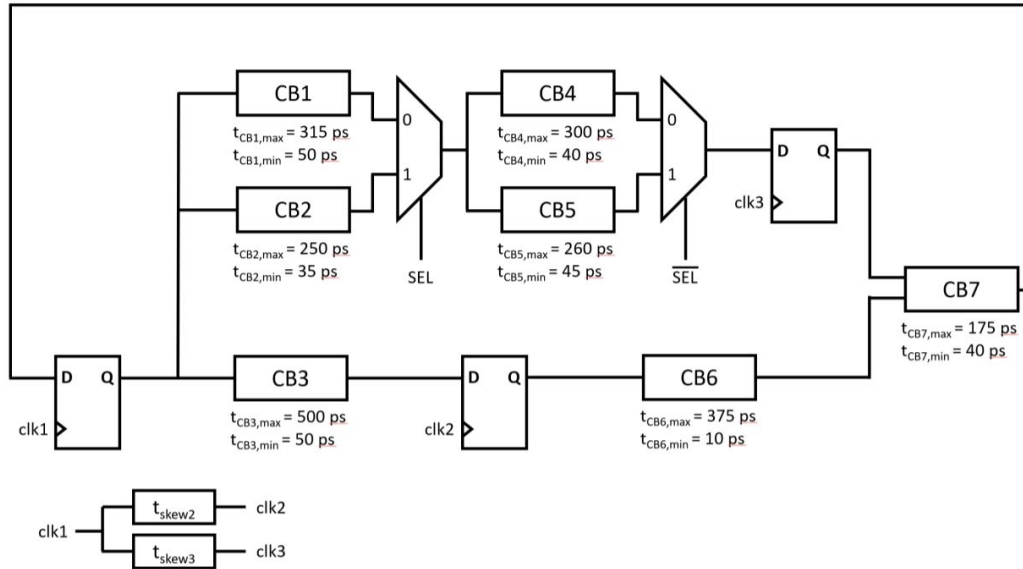 CB1
t_CB1,max = 315 ps
t_CB1,min = 50 ps
0
1
SEL
CB2
t_CB2,max = 250 ps
t_CB2,min = 35 ps
CB4
t_CB4,max = 300 ps
t_CB4,min = 40 ps
0
1
S̅E̅L̅
CB5
t_CB5,max = 260 ps
t_CB5,min = 45 ps
D Q
clk3
CB7
t_CB7,max = 175 ps
t_CB7,min = 40 ps
D Q
clk1
CB3
t_CB3,max = 500 ps
t_CB3,min = 50 ps
D Q
clk2
CB6
t_CB6,max = 375 ps
t_CB6,min = 10 ps
clk1
t_skew2
clk2
t_skew3
clk3